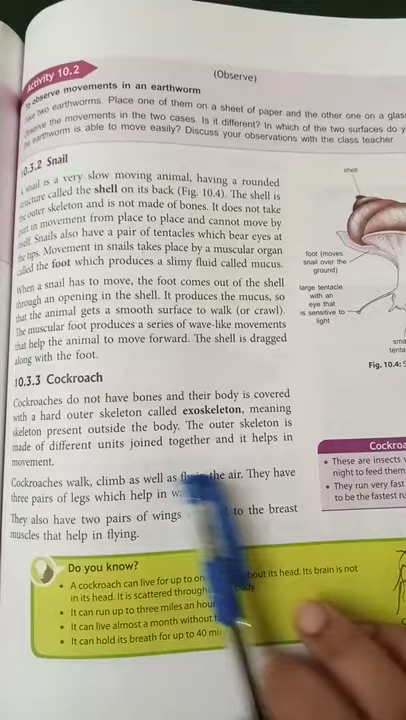 Activity 10.2
(Observe)
To observe movements in an earthworm
Take two earthworms. Place one of them on a sheet of paper and the other one on a glass
Observe the movements in the two cases. Is it different? In which of the two surfaces do y
the earthworm is able to move easily? Discuss your observations with the class teacher
10.3.2 Snail
A snail is a very slow moving animal, having a rounded
structure called the shell on its back (Fig. 10.4). The shell is
the outer skeleton and is not made of bones. It does not take
part in movement from place to place and cannot move by
itself. Snails also have a pair of tentacles which bear eyes at
the tips. Movement in snails takes place by a muscular organ
called the foot which produces a slimy fluid called mucus.
When a snail has to move, the foot comes out of the shell
through an opening in the shell. It produces the mucus, so
that the animal gets a smooth surface to walk (or crawl).
The muscular foot produces a series of wave-like movements
that help the animal to move forward. The shell is dragged
along with the foot.
shell
foot (moves
snail over the
ground)
large tentacle
with an
eye that
is sensitive to
light
sma
tenta
Fig. 10.4: S
10.3.3 Cockroach
Cockroaches do not have bones and their body is covered
with a hard outer skeleton called exoskeleton, meaning
skeleton present outside the body. The outer skeleton is
made of different units joined together and it helps in
movement.
Cockroaches walk, climb as well as fly in the air. They have
three pairs of legs which help in wa
They also have two pairs of wings to the breast
muscles that help in flying.
Cockroa
• These are insects
night to feed them
• They run very fast
to be the fastest ru
Do you know?
• A cockroach can live for up to on its head. Its brain is not
in its head. It is scattered through body
• It can run up to three miles an hour
• It can live almost a month without f
• It can hold its breath for up to 40 mi